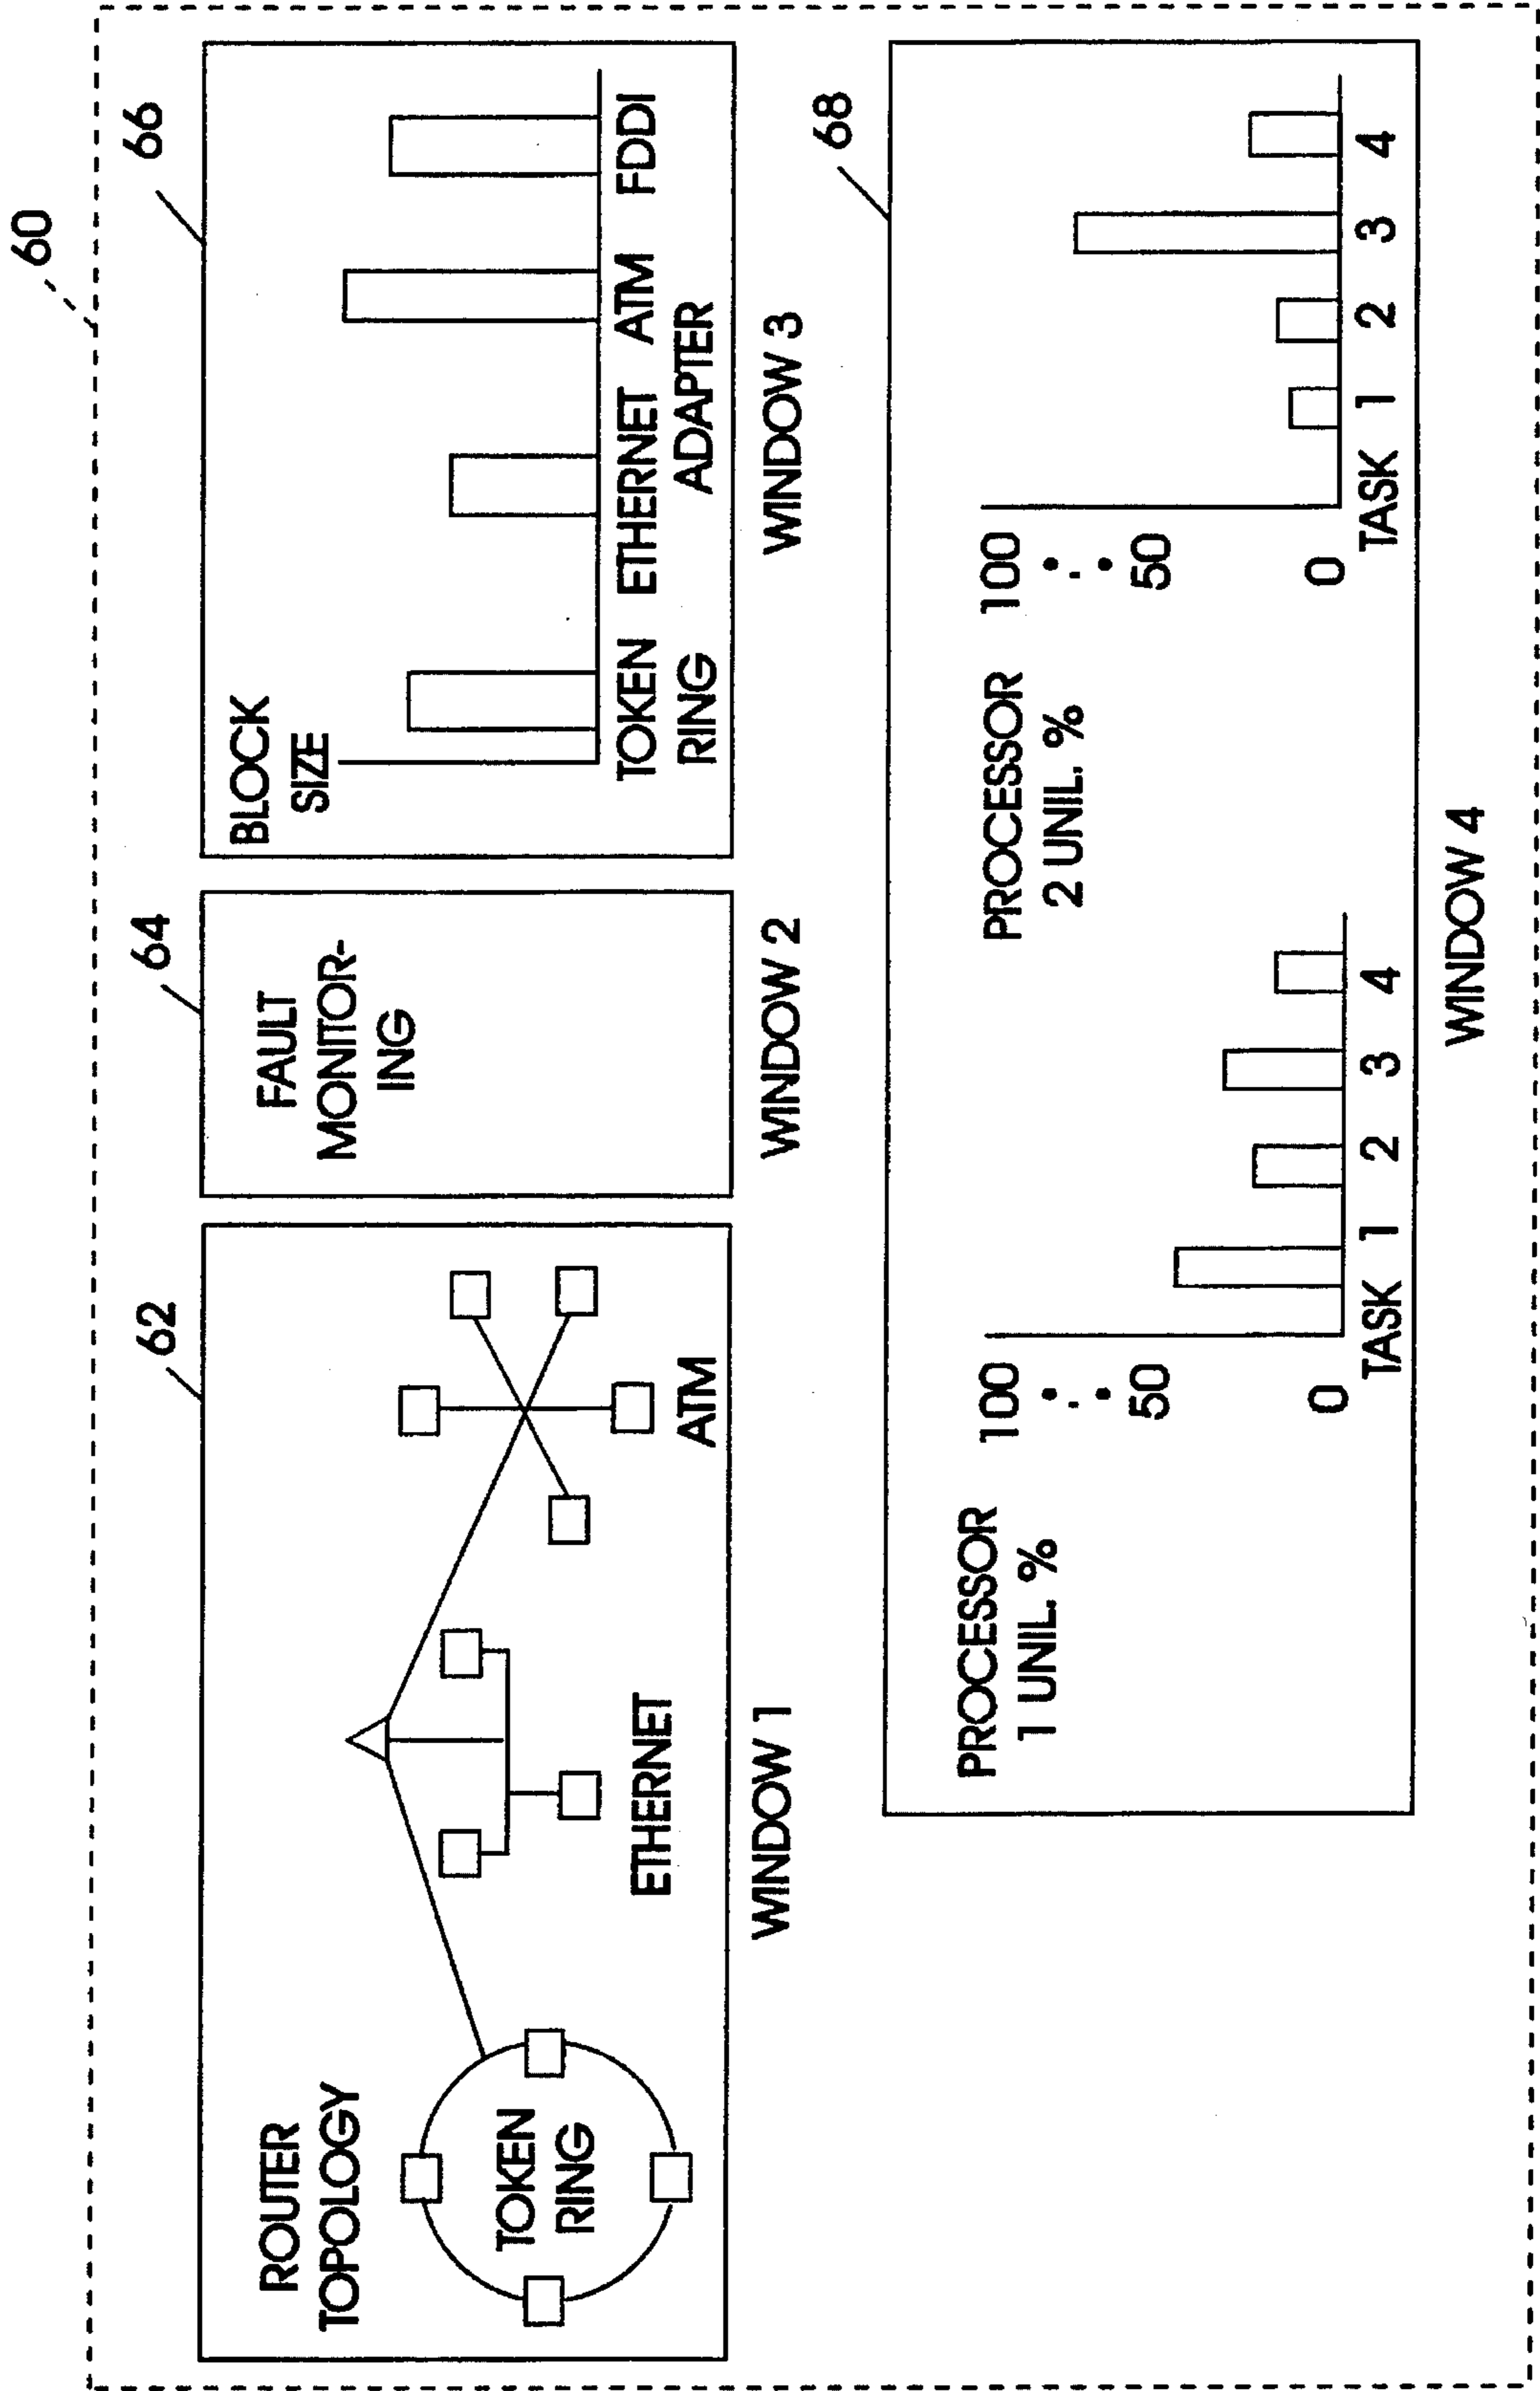 60
62
ROUTER
TOPOLOGY
TOKEN
RING
ETHERNET
ATM
WINDOW 1
64
FAULT
MONITOR-
ING
WINDOW 2
66
BLOCK
SIZE
TOKEN ETHERNET ATM FDDI
RING ADAPTER
WINDOW 3
68
PROCESSOR
1 UNIL. %
100
50
0
TASK 1 2 3 4
PROCESSOR
2 UNIL. %
100
50
0
TASK 1 2 3 4
WINDOW 4